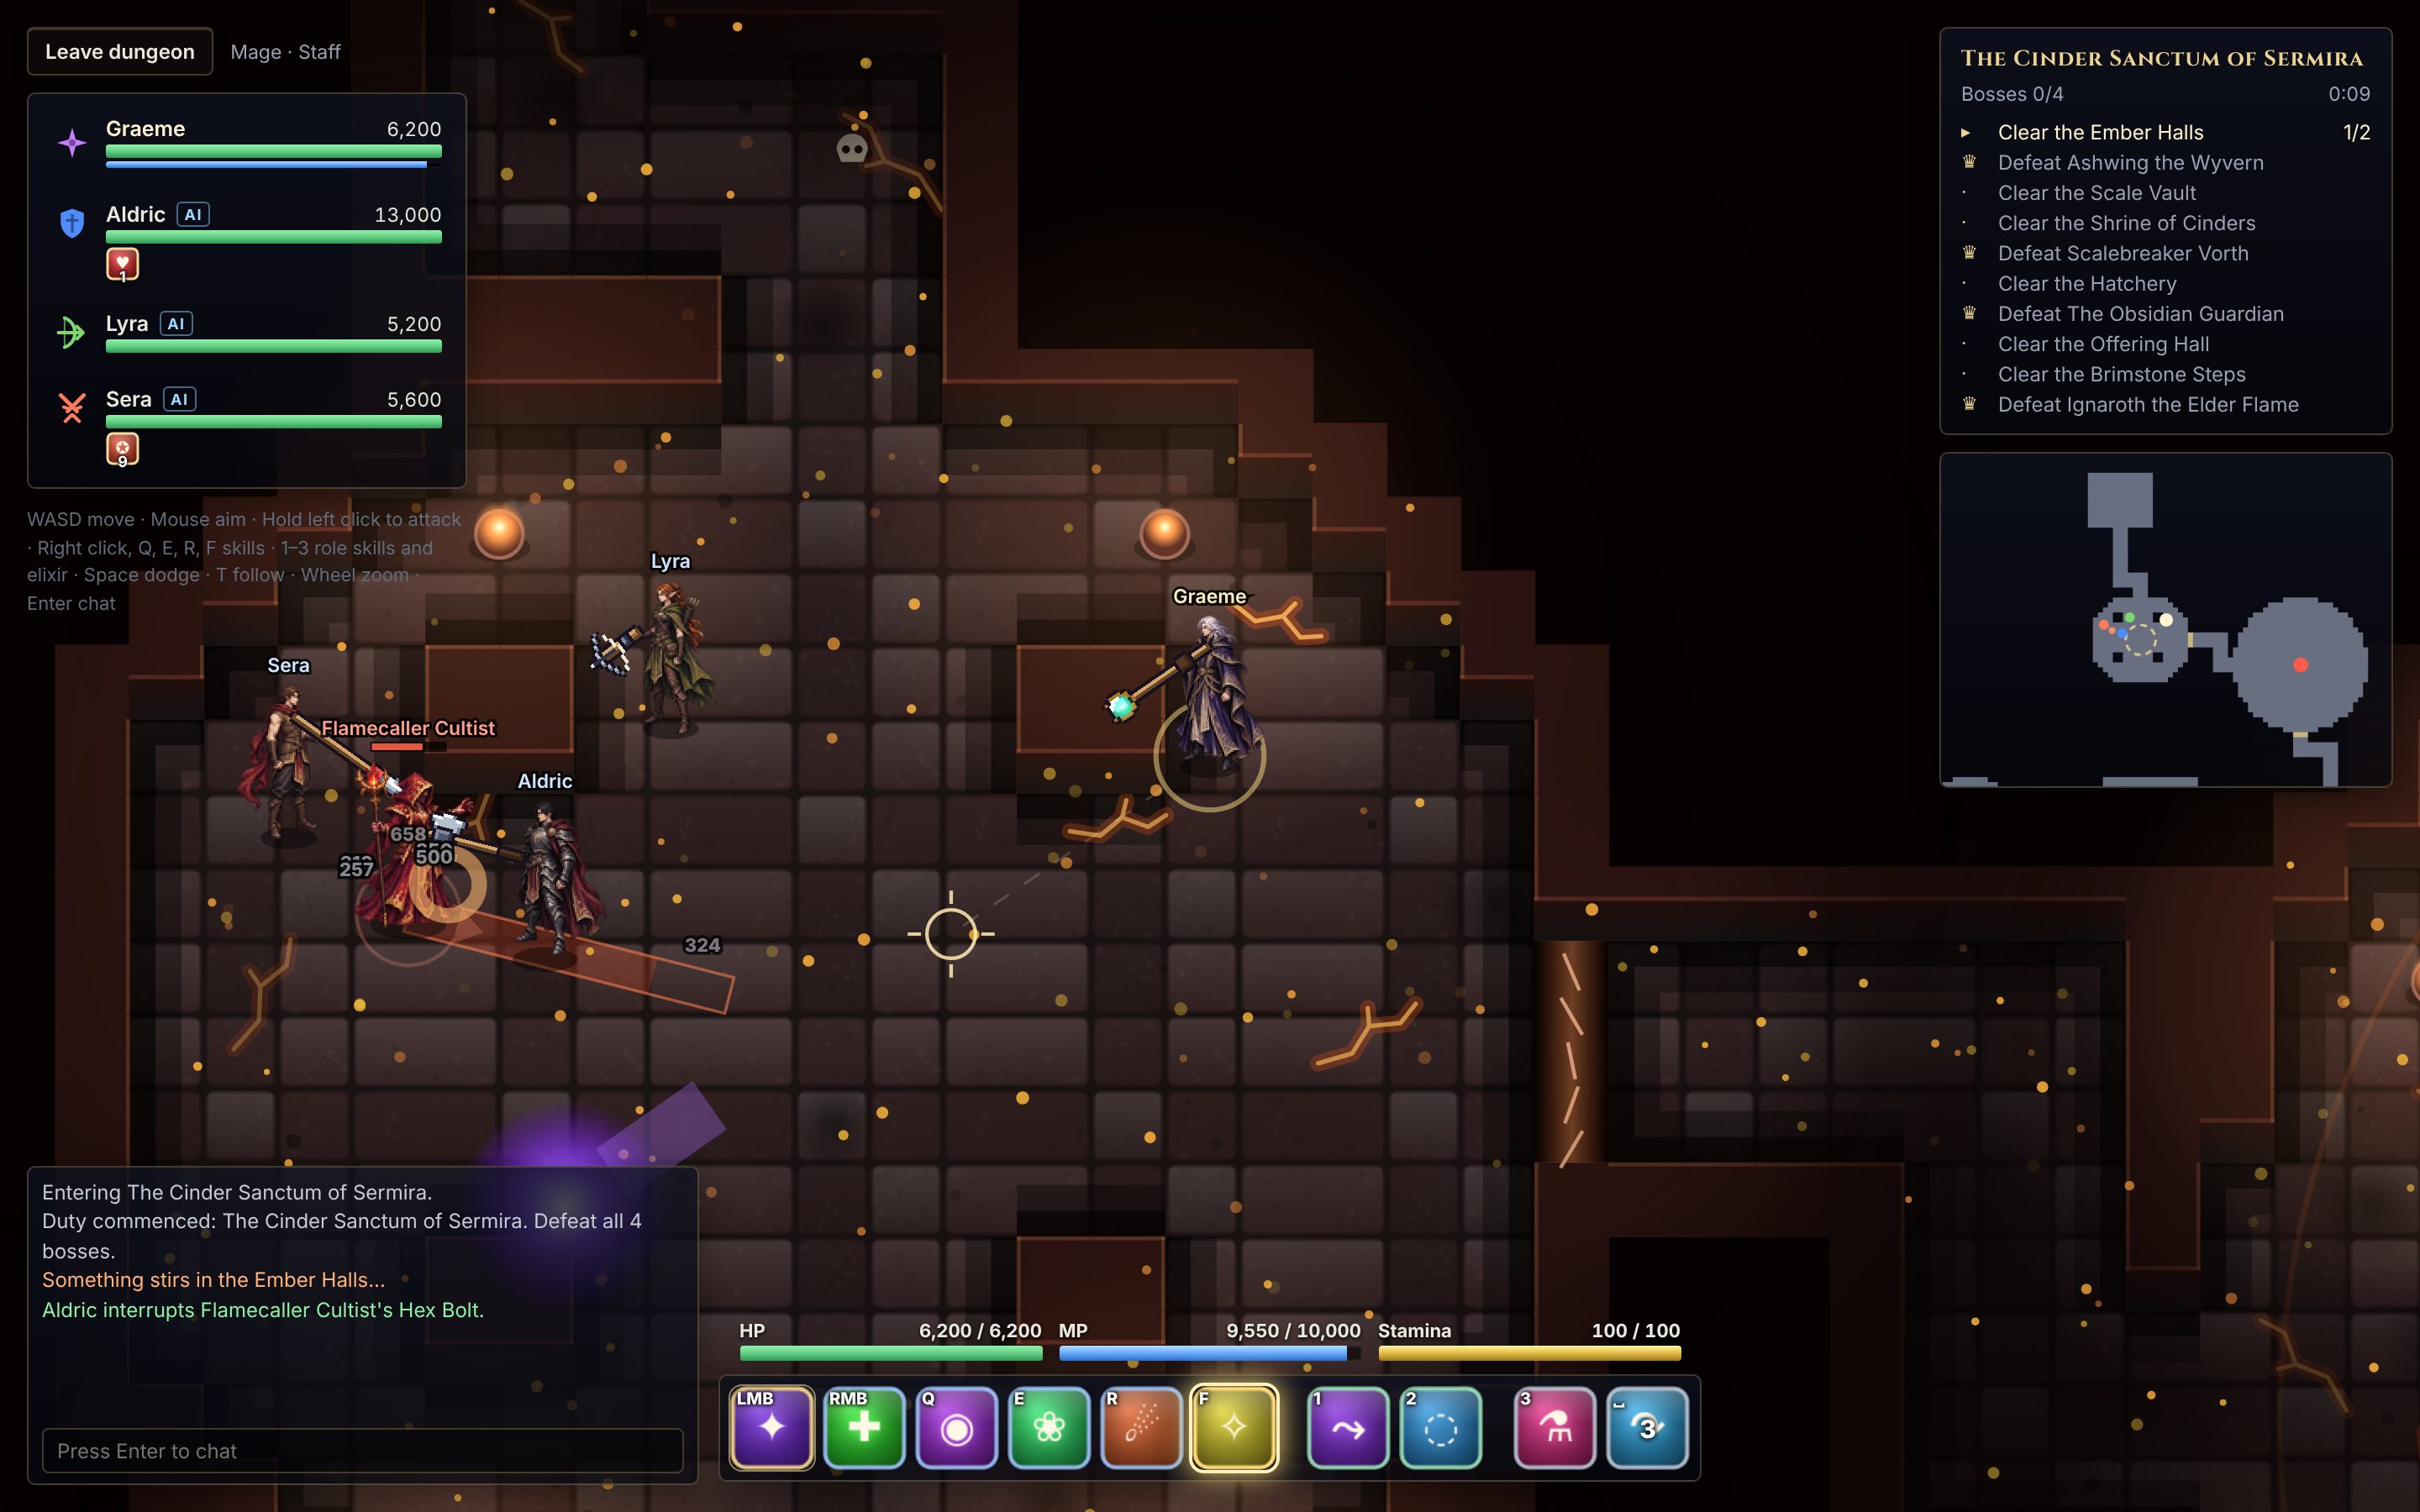 Leave dungeon
Mage · Staff
Graeme 6,200
Aldric AI 13,000
1
Lyra AI 5,200
Sera AI 5,600
9
WASD move · Mouse aim · Hold left click to attack
· Right click, Q, E, R, F skills · 1–3 role skills and
elixir · Space dodge · T follow · Wheel zoom ·
Enter chat
The Cinder Sanctum of Sermira
Bosses 0/4 0:09
Clear the Ember Halls 1/2
Defeat Ashwing the Wyvern
Clear the Scale Vault
Clear the Shrine of Cinders
Defeat Scalebreaker Vorth
Clear the Hatchery
Defeat The Obsidian Guardian
Clear the Offering Hall
Clear the Brimstone Steps
Defeat Ignaroth the Elder Flame
Lyra
Graeme
Sera
Flamecaller Cultist
Aldric
658
500
257
324
Entering The Cinder Sanctum of Sermira.
Duty commenced: The Cinder Sanctum of Sermira. Defeat all 4
bosses.
Something stirs in the Ember Halls...
Aldric interrupts Flamecaller Cultist's Hex Bolt.
Press Enter to chat
HP 6,200 / 6,200 MP 9,550 / 10,000 Stamina 100 / 100
LMB RMB Q E R F 1 2 3
3